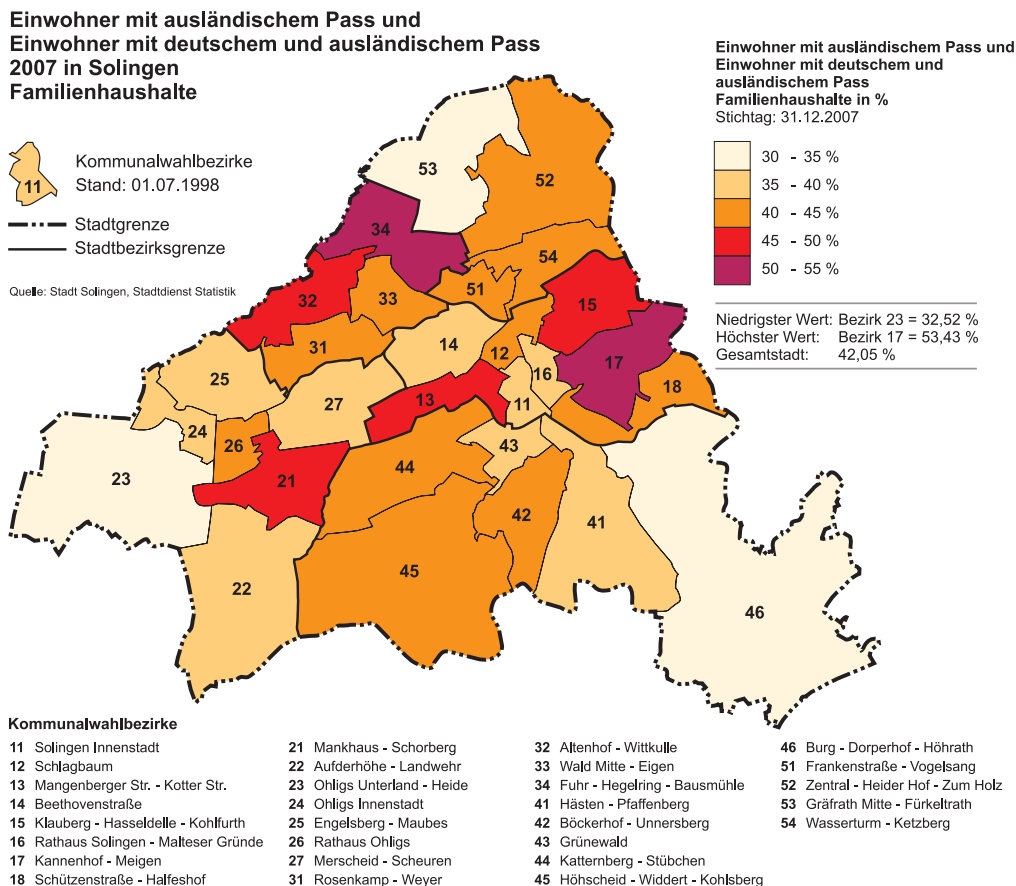 Einwohner mit ausländischem Pass und
Einwohner mit deutschem und ausländischem Pass
2007 in Solingen
Familienhaushalte
11
Kommunalwahlbezirke
Stand: 01.07.1998
Stadtgrenze
Stadtbezirksgrenze
Quelle: Stadt Solingen, Stadtdienst Statistik
Einwohner mit ausländischem Pass und
Einwohner mit deutschem und
ausländischem Pass
Familienhaushalte in %
Stichtag: 31.12.2007
30 - 35 %
35 - 40 %
40 - 45 %
45 - 50 %
50 - 55 %
Niedrigster Wert: Bezirk 23 = 32,52 %
Höchster Wert: Bezirk 17 = 53,43 %
Gesamtstadt: 42,05 %
53
52
34
54
51
33
32
15
31
14
12
17
16
25
18
27
13
11
24
26
43
44
23
21
42
41
45
22
46
Kommunalwahlbezirke
11 Solingen Innenstadt
12 Schlagbaum
13 Mangenberger Str. - Kotter Str.
14 Beethovenstraße
15 Klauberg - Hasseldelle - Kohlfurth
16 Rathaus Solingen - Malteser Gründe
17 Kannenhof - Meigen
18 Schützenstraße - Halfeshof
21 Mankhaus - Schorberg
22 Aufderhöhe - Landwehr
23 Ohligs Unterland - Heide
24 Ohligs Innenstadt
25 Engelsberg - Maubes
26 Rathaus Ohligs
27 Merscheid - Scheuren
31 Rosenkamp - Weyer
32 Altenhof - Wittkulle
33 Wald Mitte - Eigen
34 Fuhr - Hegelring - Bausmühle
41 Hästen - Pfaffenberg
42 Böckerhof - Unnersberg
43 Grünewald
44 Katternberg - Stübchen
45 Höhscheid - Widdert - Kohlsberg
46 Burg - Dorperhof - Höhrath
51 Frankenstraße - Vogelsang
52 Zentral - Heider Hof - Zum Holz
53 Gräfrath Mitte - Fürkeltrath
54 Wasserturm - Ketzberg